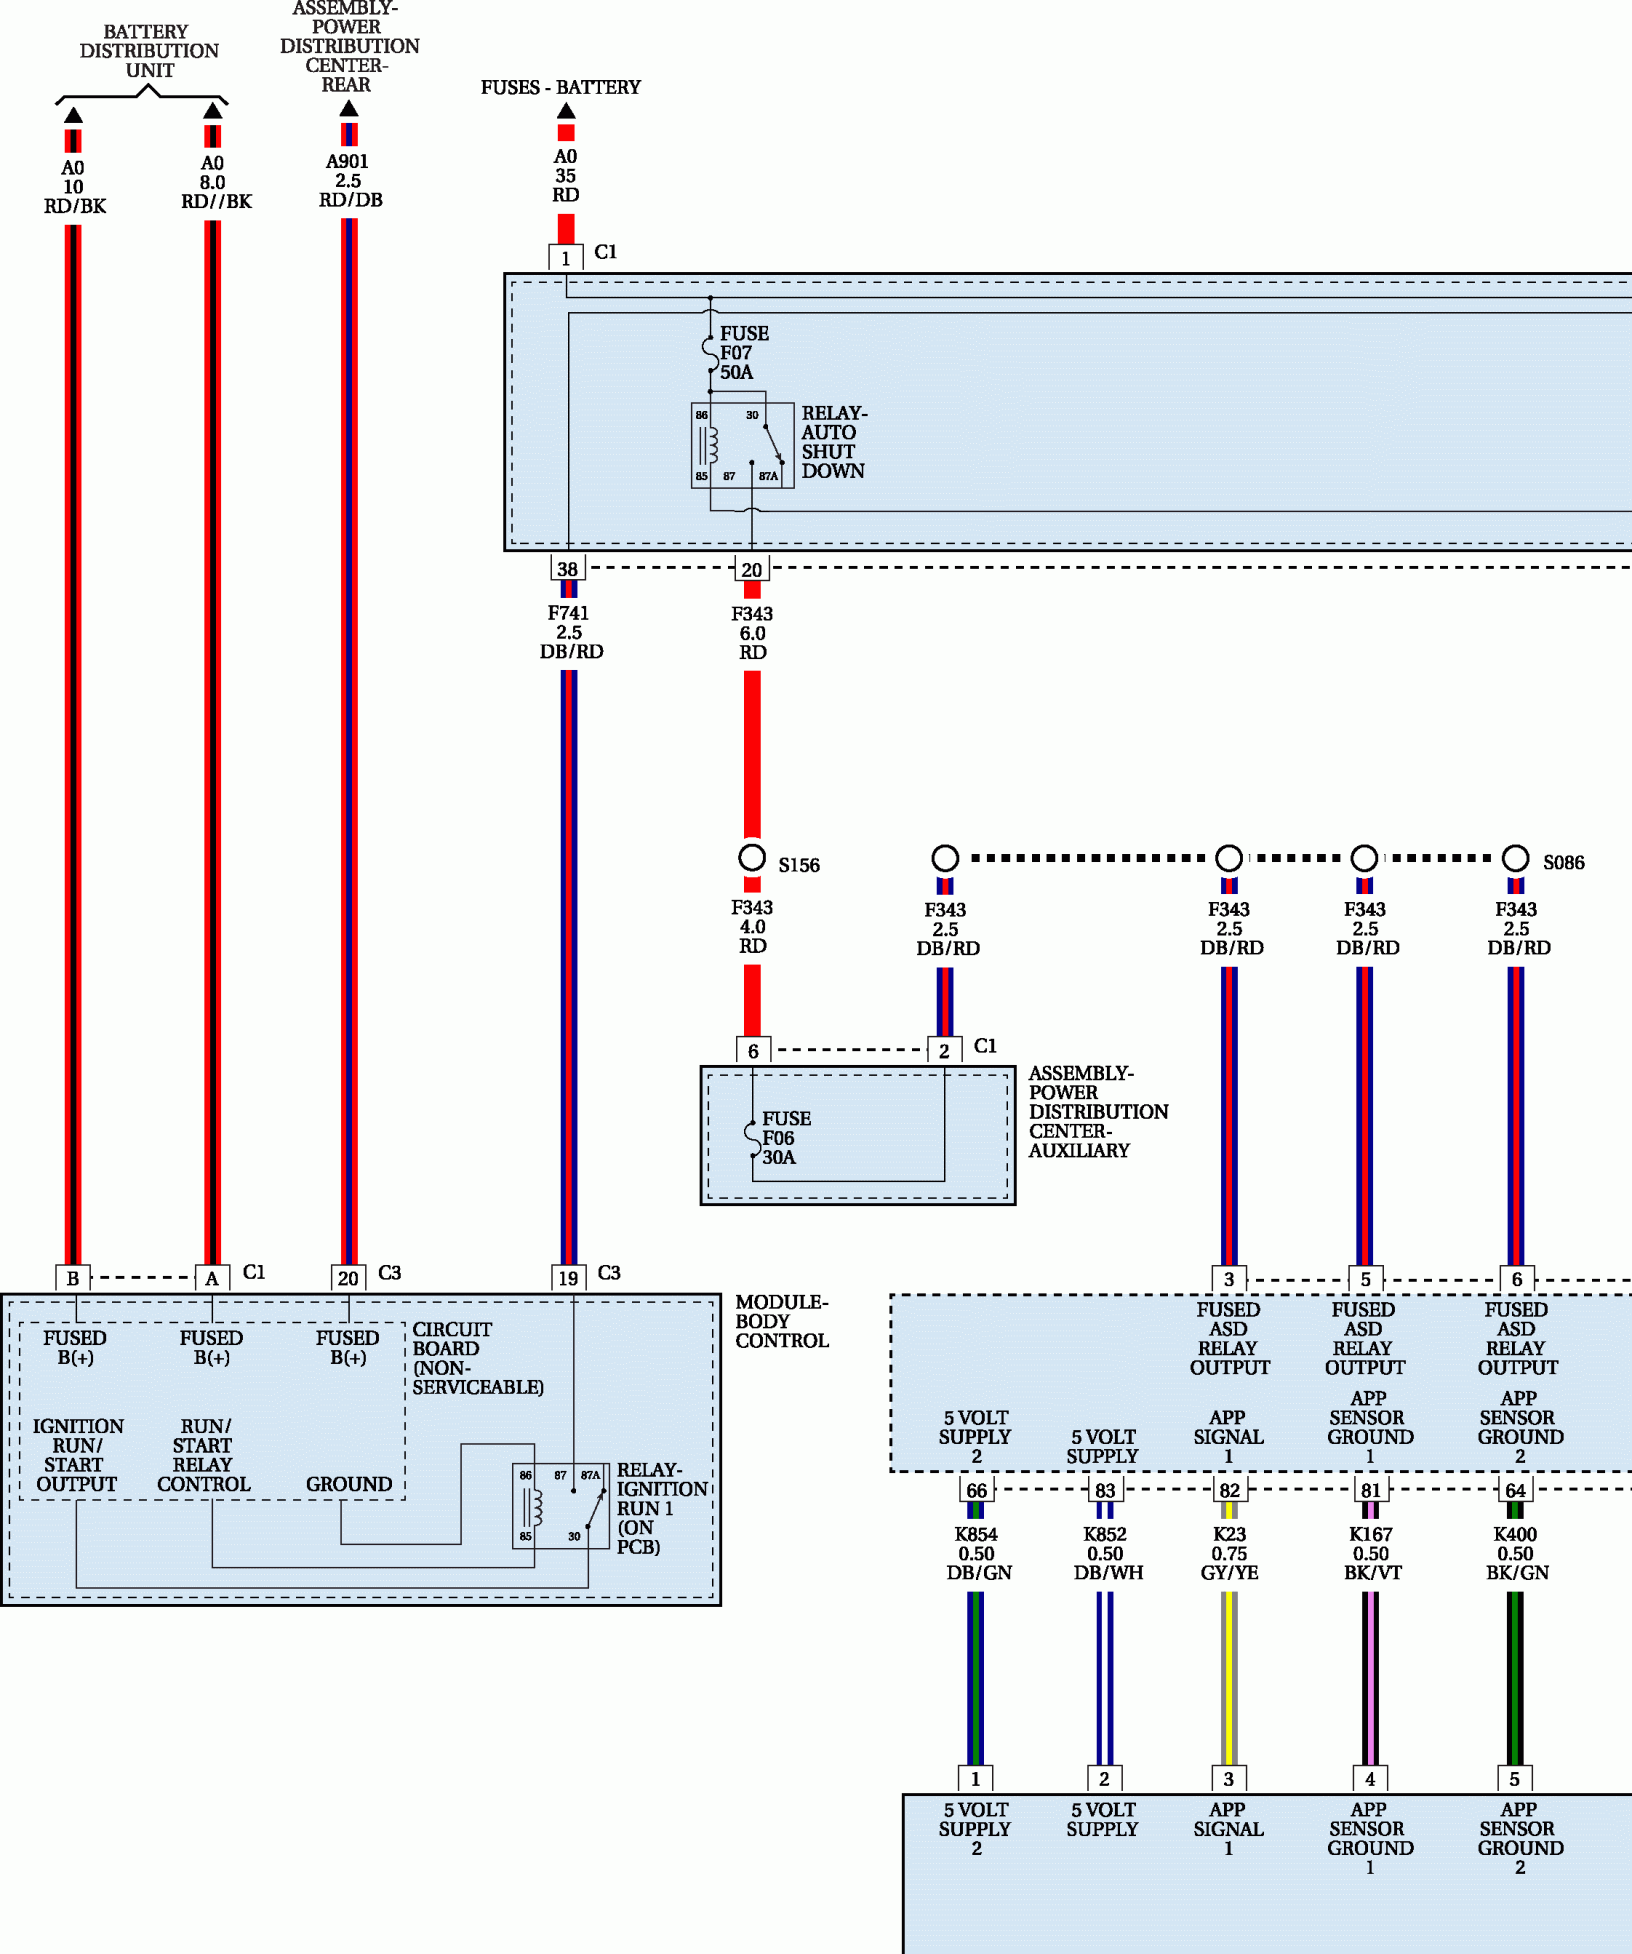 BATTERY
DISTRIBUTION
UNIT
ASSEMBLY-
POWER
DISTRIBUTION
CENTER-
REAR
FUSES - BATTERY
A0
10
RD/BK
A0
8.0
RD//BK
A901
2.5
RD/DB
A0
35
RD
1
C1
FUSE
F07
50A
86
30
85
87
87A
RELAY-
AUTO
SHUT
DOWN
38
20
F741
2.5
DB/RD
F343
6.0
RD
S156
S086
F343
4.0
RD
F343
2.5
DB/RD
F343
2.5
DB/RD
F343
2.5
DB/RD
F343
2.5
DB/RD
6
2
C1
FUSE
F06
30A
ASSEMBLY-
POWER
DISTRIBUTION
CENTER-
AUXILIARY
B
A
C1
20
C3
19
C3
3
5
6
MODULE-
BODY
CONTROL
FUSED
B(+)
FUSED
B(+)
FUSED
B(+)
CIRCUIT
BOARD
(NON-
SERVICEABLE)
IGNITION
RUN/
START
OUTPUT
RUN/
START
RELAY
CONTROL
GROUND
86
87
87A
85
30
RELAY-
IGNITION
RUN 1
(ON
PCB)
FUSED
ASD
RELAY
OUTPUT
FUSED
ASD
RELAY
OUTPUT
FUSED
ASD
RELAY
OUTPUT
5 VOLT
SUPPLY
2
5 VOLT
SUPPLY
APP
SIGNAL
1
APP
SENSOR
GROUND
1
APP
SENSOR
GROUND
2
66
83
82
81
64
K854
0.50
DB/GN
K852
0.50
DB/WH
K23
0.75
GY/YE
K167
0.50
BK/VT
K400
0.50
BK/GN
1
2
3
4
5
5 VOLT
SUPPLY
2
5 VOLT
SUPPLY
APP
SIGNAL
1
APP
SENSOR
GROUND
1
APP
SENSOR
GROUND
2